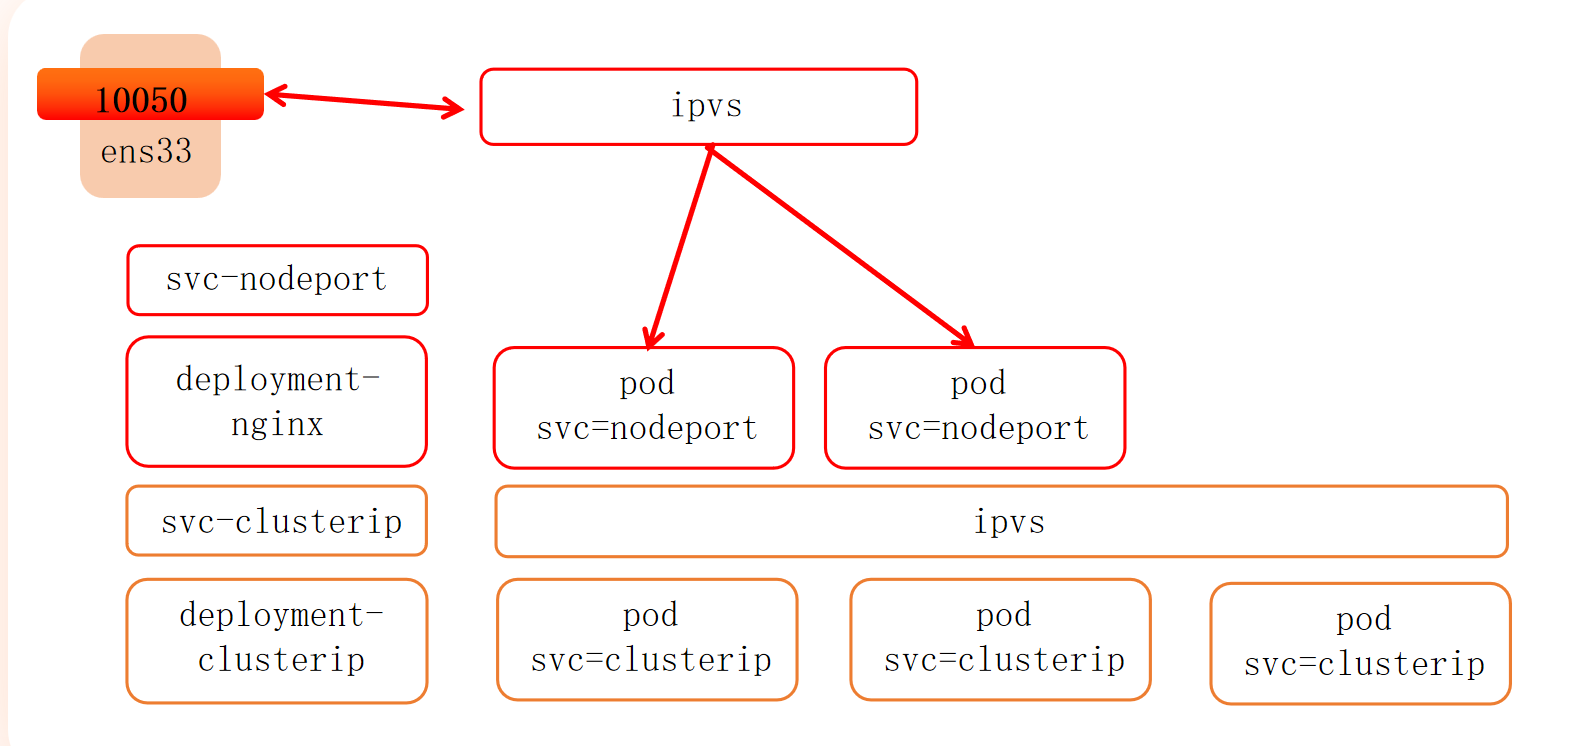 10050
ens33
ipvs
svc-nodeport
deployment-
nginx
pod
svc=nodeport
pod
svc=nodeport
svc-clusterip
ipvs
deployment-
clusterip
pod
svc=clusterip
pod
svc=clusterip
pod
svc=clusterip